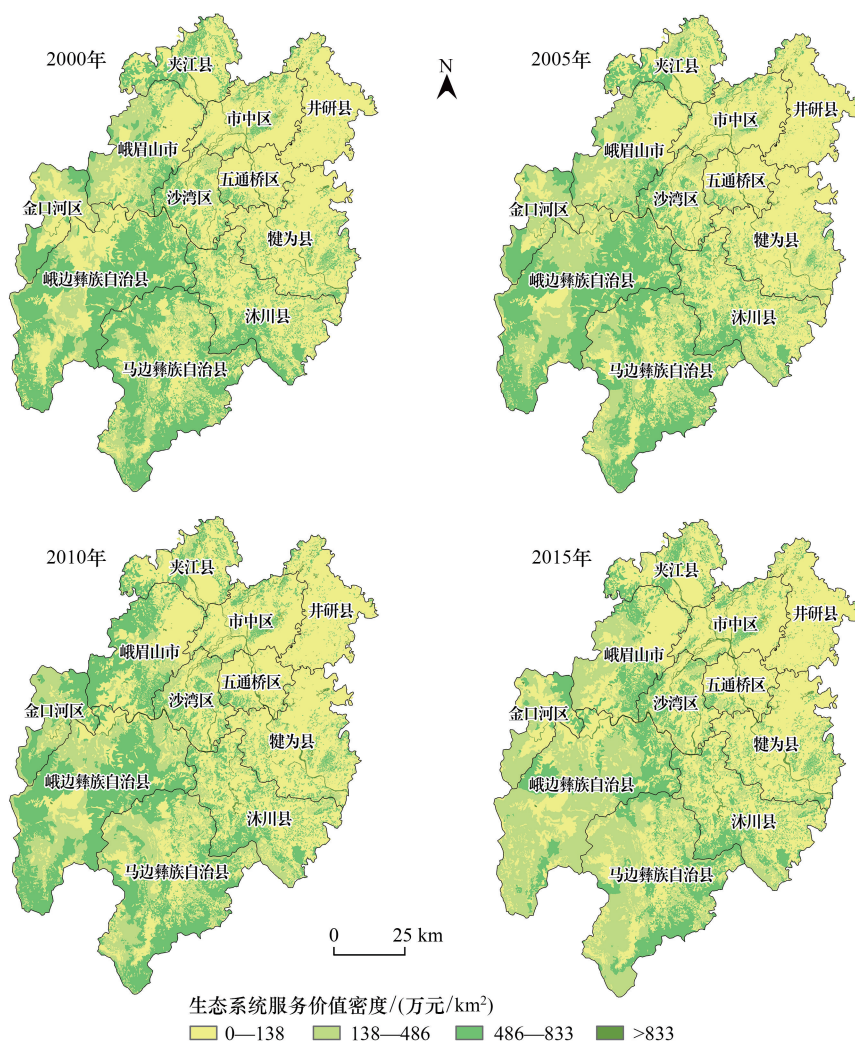 2000年
夹江县
井研县
市中区
峨眉山市
五通桥区
沙湾区
金口河区
犍为县
峨边彝族自治县
沐川县
马边彝族自治县
N
2005年
夹江县
井研县
市中区
峨眉山市
五通桥区
沙湾区
金口河区
犍为县
峨边彝族自治县
沐川县
马边彝族自治县
2010年
夹江县
井研县
市中区
峨眉山市
五通桥区
沙湾区
金口河区
犍为县
峨边彝族自治县
沐川县
马边彝族自治县
2015年
夹江县
井研县
市中区
峨眉山市
五通桥区
沙湾区
金口河区
犍为县
峨边彝族自治县
沐川县
马边彝族自治县
0 25 km
生态系统服务价值密度/(万元/km²)
0—138 138—486 486—833 >833